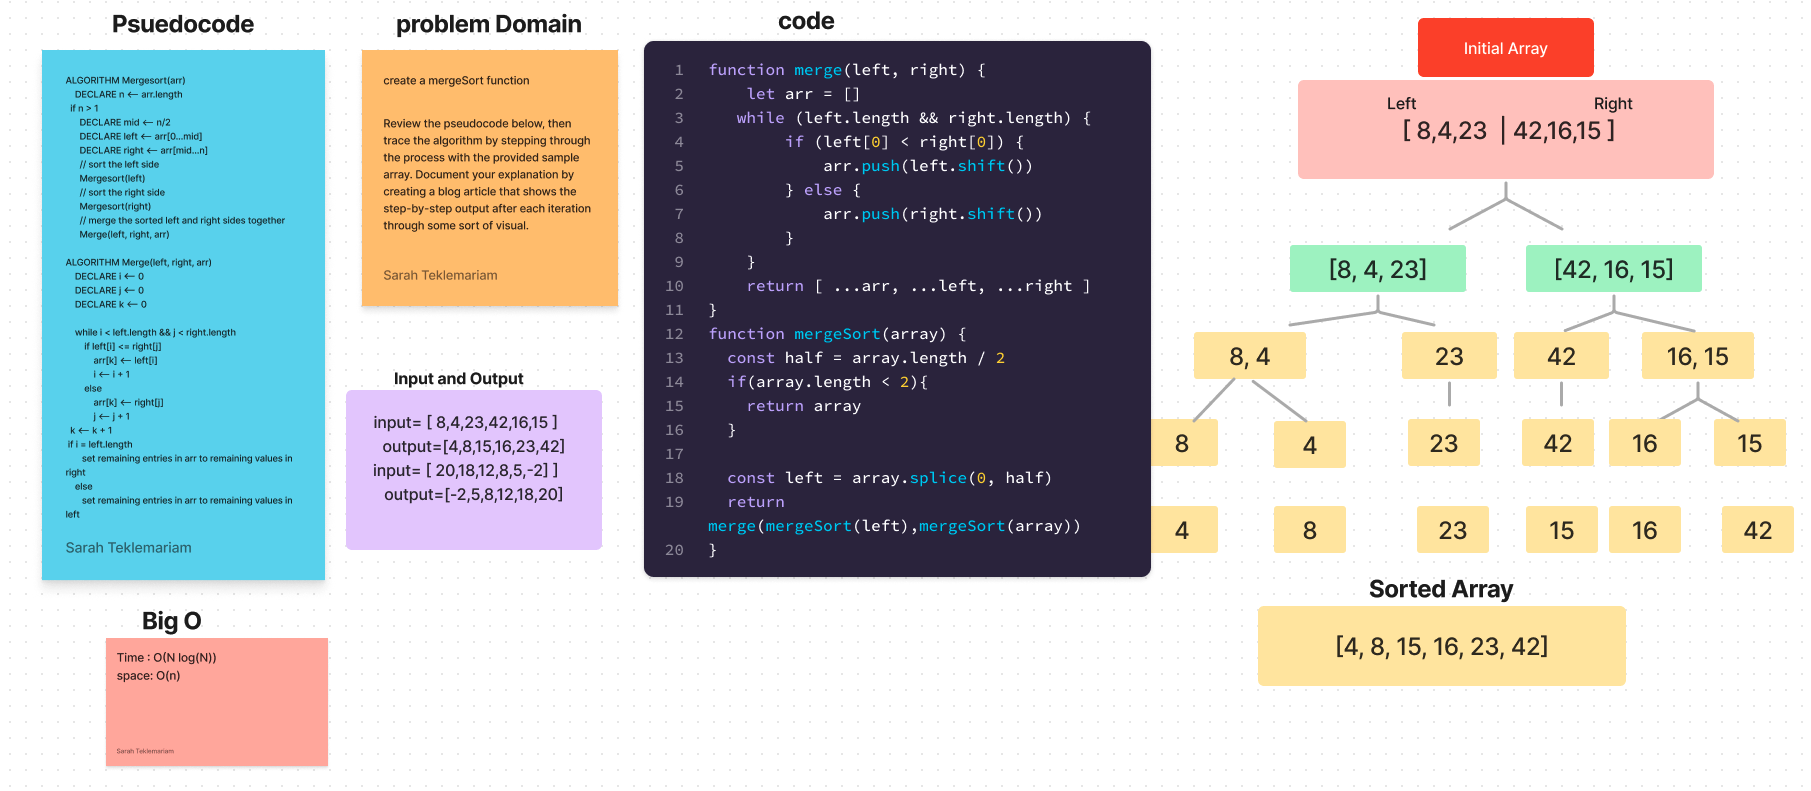 Psuedocode
ALGORITHM Mergesort(arr)
DECLARE n <-- arr.length
if n > 1
DECLARE mid <-- n/2
DECLARE left <-- arr[0...mid]
DECLARE right <-- arr[mid...n]
// sort the left side
Mergesort(left)
// sort the right side
Mergesort(right)
// merge the sorted left and right sides together
Merge(left, right, arr)
ALGORITHM Merge(left, right, arr)
DECLARE i <-- 0
DECLARE j <-- 0
DECLARE k <-- 0
while i < left.length && j < right.length
if left[i] <= right[j]
arr[k] <-- left[i]
i <-- i + 1
else
arr[k] <-- right[j]
j <-- j + 1
k <-- k + 1
if i = left.length
set remaining entries in arr to remaining values in
right
else
set remaining entries in arr to remaining values in
left
Sarah Teklemariam
Big O
Time : O(N log(N))
space: O(n)
Sarah Teklemariam
problem Domain
create a mergeSort function
Review the pseudocode below, then
trace the algorithm by stepping through
the process with the provided sample
array. Document your explanation by
creating a blog article that shows the
step-by-step output after each iteration
through some sort of visual.
Sarah Teklemariam
Input and Output
input= [ 8,4,23,42,16,15 ]
output=[4,8,15,16,23,42]
input= [ 20,18,12,8,5,-2] ]
output=[-2,5,8,12,18,20]
code
1 function merge(left, right) {
2 let arr = []
3 while (left.length && right.length) {
4 if (left[0] < right[0]) {
5 arr.push(left.shift())
6 } else {
7 arr.push(right.shift())
8 }
9 }
10 return [ ...arr, ...left, ...right ]
11 }
12 function mergeSort(array) {
13 const half = array.length / 2
14 if(array.length < 2){
15 return array
16 }
17
18 const left = array.splice(0, half)
19 return
merge(mergeSort(left),mergeSort(array))
20 }
Initial Array
Left Right
[ 8,4,23 | 42,16,15 ]
[8, 4, 23] [42, 16, 15]
8, 4 23 42 16, 15
8 4 23 42 16 15
4 8 23 15 16 42
Sorted Array
[4, 8, 15, 16, 23, 42]